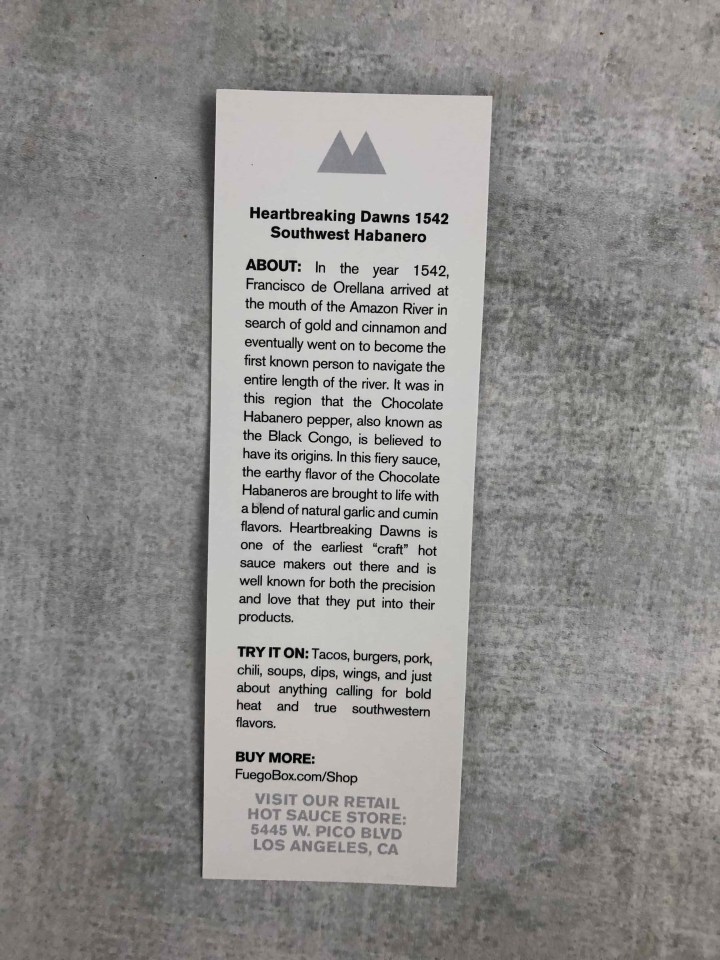 Heartbreaking Dawns 1542
Southwest Habanero
ABOUT: In the year 1542,
Francisco de Orellana arrived at
the mouth of the Amazon River in
search of gold and cinnamon and
eventually went on to become the
first known person to navigate the
entire length of the river. It was in
this region that the Chocolate
Habanero pepper, also known as
the Black Congo, is believed to
have its origins. In this fiery sauce,
the earthy flavor of the Chocolate
Habaneros are brought to life with
a blend of natural garlic and cumin
flavors. Heartbreaking Dawns is
one of the earliest “craft” hot
sauce makers out there and is
well known for both the precision
and love that they put into their
products.
TRY IT ON: Tacos, burgers, pork,
chili, soups, dips, wings, and just
about anything calling for bold
heat and true southwestern
flavors.
BUY MORE:
FuegoBox.com/Shop
VISIT OUR RETAIL
HOT SAUCE STORE:
5445 W. PICO BLVD
LOS ANGELES, CA